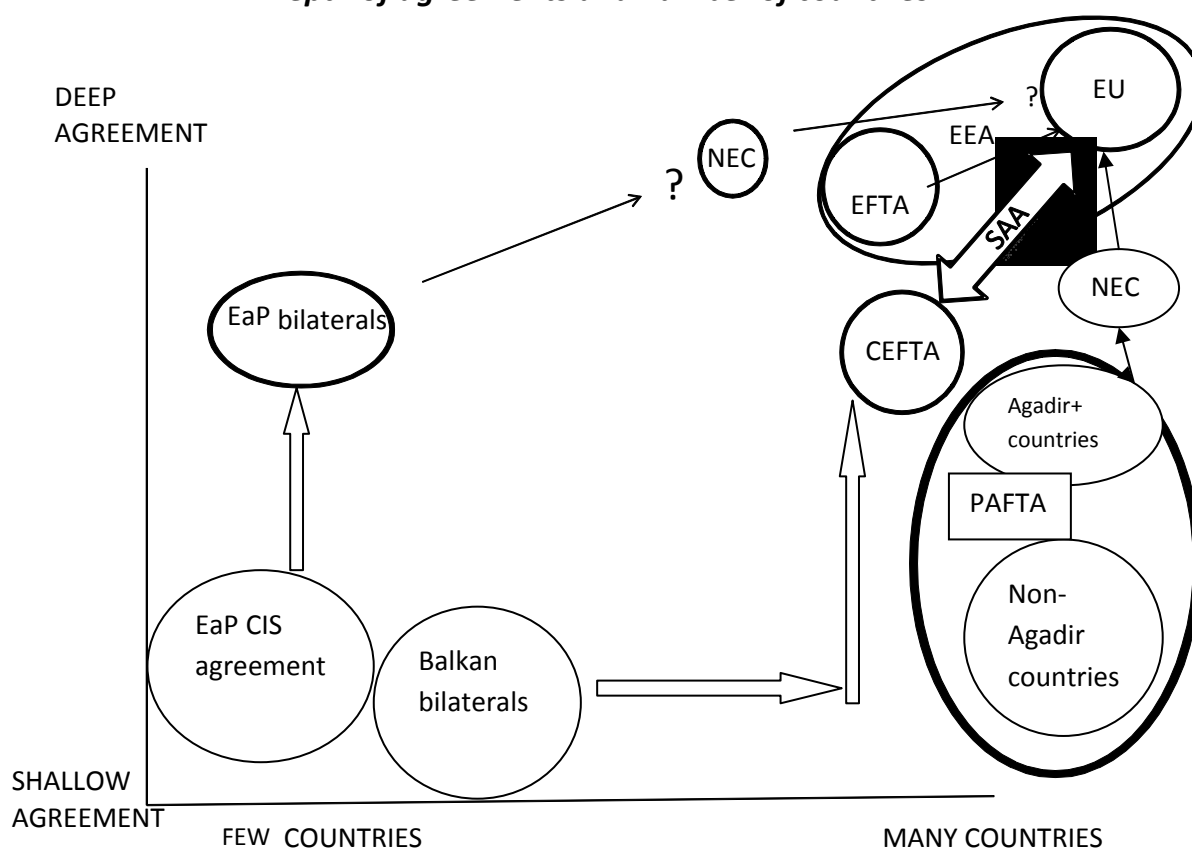 DEEP
AGREEMENT
?
EU
EEA
NEC
?
EFTA
SAA
NEC
EaP bilaterals
CEFTA
Agadir+
countries
PAFTA
EaP CIS
agreement
Balkan
bilaterals
Non-
Agadir
countries
SHALLOW
AGREEMENT
FEW COUNTRIES
MANY COUNTRIES